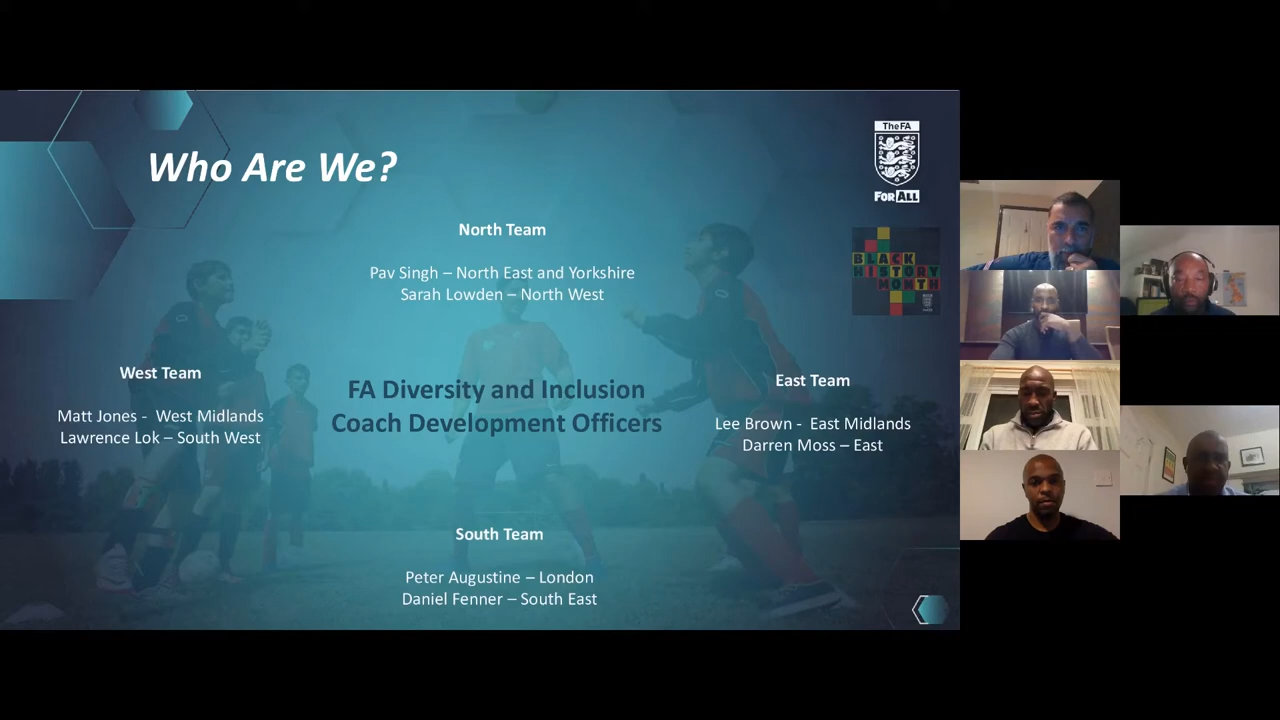 Who Are We?
The FA
FOR ALL
North Team
Pav Singh – North East and Yorkshire
Sarah Lowden – North West
BLACK
HISTORY
MONTH
West Team
Matt Jones -  West Midlands
Lawrence Lok – South West
FA Diversity and Inclusion
Coach Development Officers
East Team
Lee Brown -  East Midlands
Darren Moss – East
South Team
Peter Augustine – London
Daniel Fenner – South East